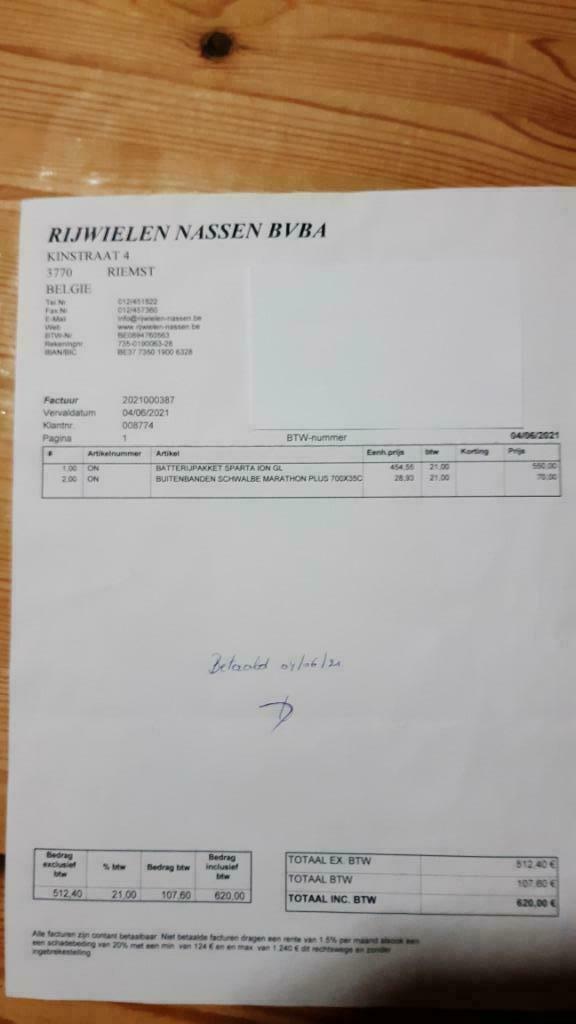 RIJWIELEN NASSEN BVBA
KINSTRAAT 4
3770 RIEMST
BELGIE
Tel.Nr 012/451822
Fax.Nr 012/457360
E-Mail info@rijwielen-nassen.be
Web www.rijwielen-nassen.be
BTW-Nr BE0894760563
Rekeningnr 735-0190063-28
IBAN/BIC BE37 7350 1900 6328
Factuur 2021000387
Vervaldatum 04/06/2021
Klantnr. 008774
Pagina 1 BTW-nummer 04/06/2021
# Artikelnummer Artikel Eenh.prijs btw Korting Prijs
1,00 ON BATTERIJPAKKET SPARTA ION GL 454,55 21,00 550,00
2,00 ON BUITENBANDEN SCHWALBE MARATHON PLUS 700X35C 28,93 21,00 70,00
Betaald 04/06/21
Bedrag exclusief btw % btw Bedrag btw Bedrag inclusief btw
512,40 21,00 107,60 620,00
TOTAAL EX. BTW 512,40 €
TOTAAL BTW 107,60 €
TOTAAL INC. BTW 620,00 €
Alle facturen zijn contant betaalbaar. Niet betaalde facturen dragen een rente van 1.5% per maand alsook een
een schadebeding van 20% met een min. van 124 € en en max. van 1.240 € dit rechtswege en zonder
ingebrekestelling